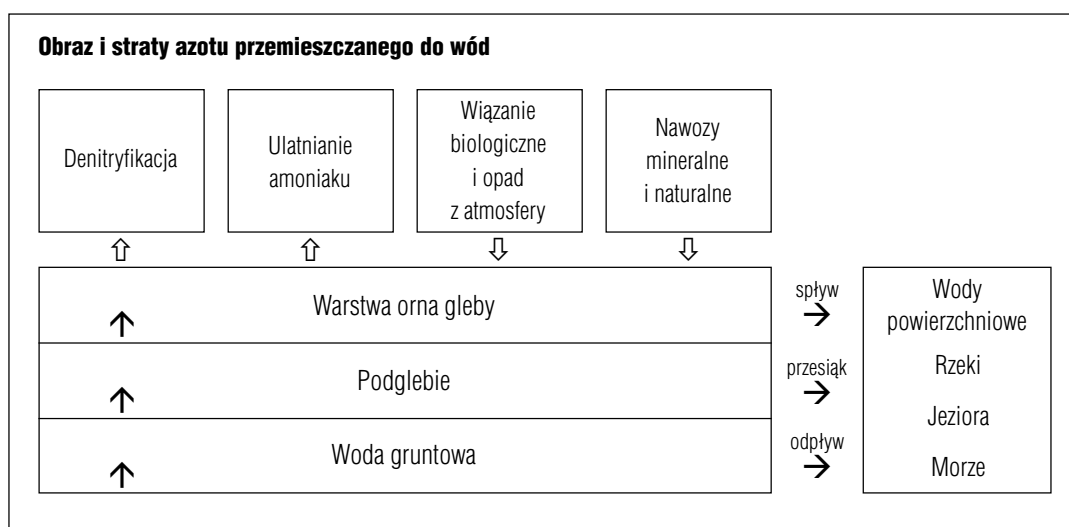 Obraz i straty azotu przemieszczanego do wód
Denitryfikacja
Ulatnianie
amoniaku
Wiązanie
biologiczne
i opad
z atmosfery
Nawozy
mineralne
i naturalne
Warstwa orna gleby
Podglebie
Woda gruntowa
spływ
przesiąk
odpływ
Wody
powierzchniowe
Rzeki
Jeziora
Morze